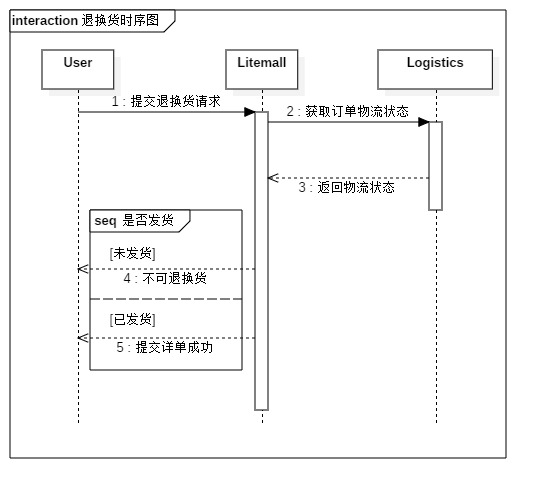 interaction 退换货时序图
User
Litemall
Logistics
1 : 提交退换货请求
2 : 获取订单物流状态
3 : 返回物流状态
seq 是否发货
[未发货]
4 : 不可退换货
[已发货]
5 : 提交详单成功